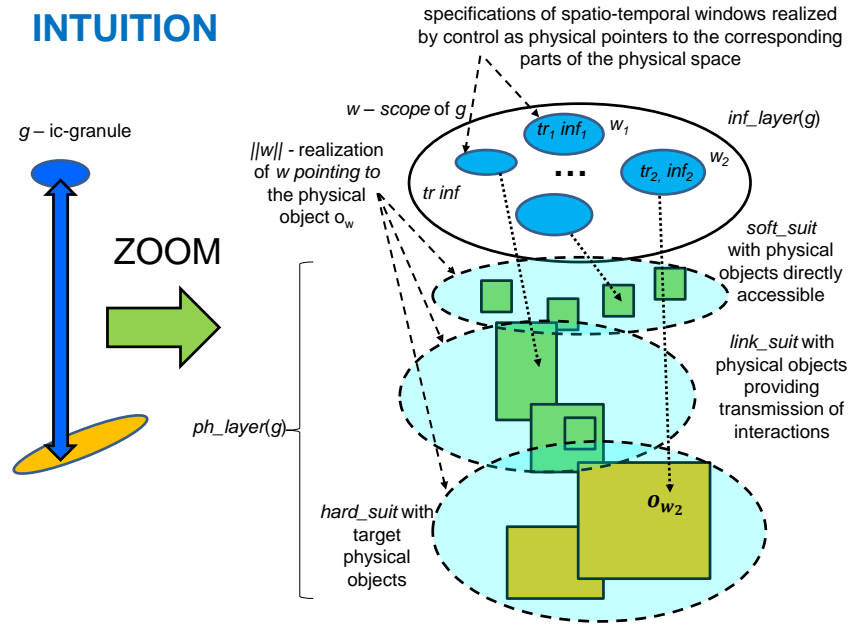 INTUITION
specifications of spatio-temporal windows realized
by control as physical pointers to the corresponding
parts of the physical space
g – ic-granule
w – scope of g
inf_layer(g)
tr₁ inf₁
w₁
||w|| - realization
of w pointing to
the physical
object o_w
tr inf
...
tr₂, inf₂
w₂
ZOOM
soft_suit
with physical
objects directly
accessible
link_suit with
physical objects
providing
transmission of
interactions
ph_layer(g)
hard_suit with
target
physical
objects
o_w₂